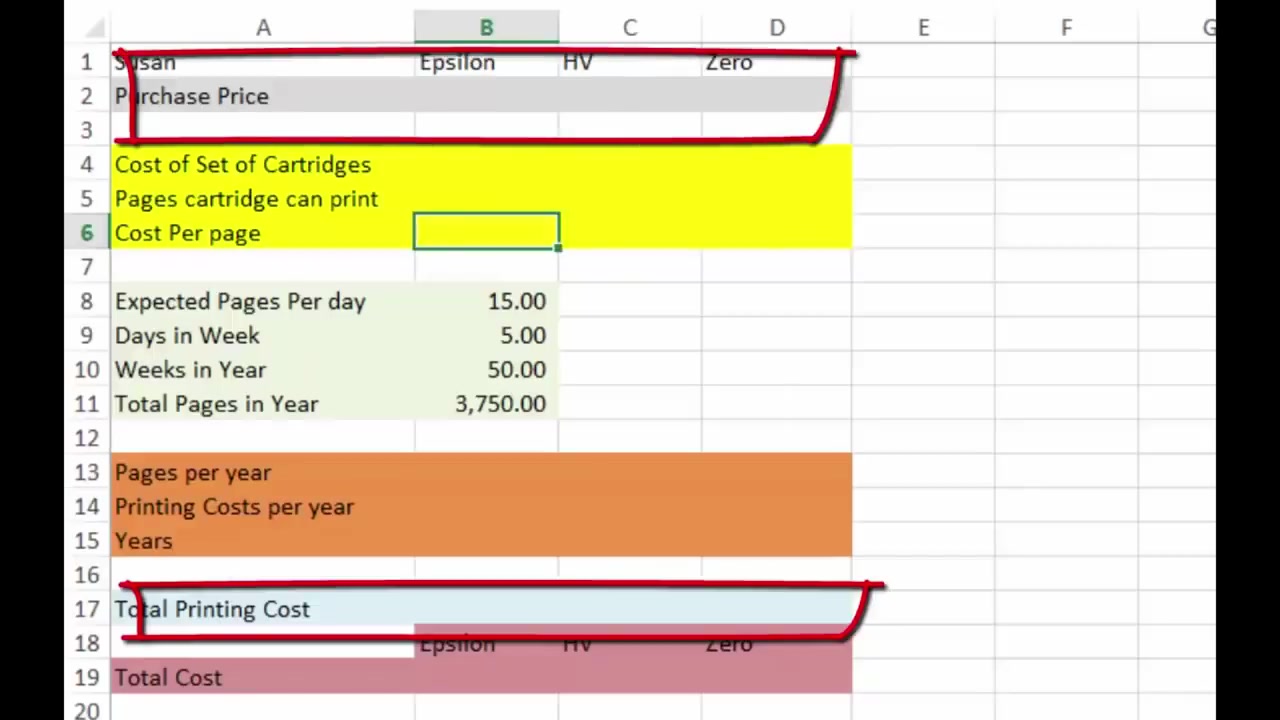 A B C D E F G
1 Susan Epsilon HV Zero
2 Purchase Price
3
4 Cost of Set of Cartridges
5 Pages cartridge can print
6 Cost Per page
7
8 Expected Pages Per day 15.00
9 Days in Week 5.00
10 Weeks in Year 50.00
11 Total Pages in Year 3,750.00
12
13 Pages per year
14 Printing Costs per year
15 Years
16
17 Total Printing Cost
18 Epsilon HV Zero
19 Total Cost
20